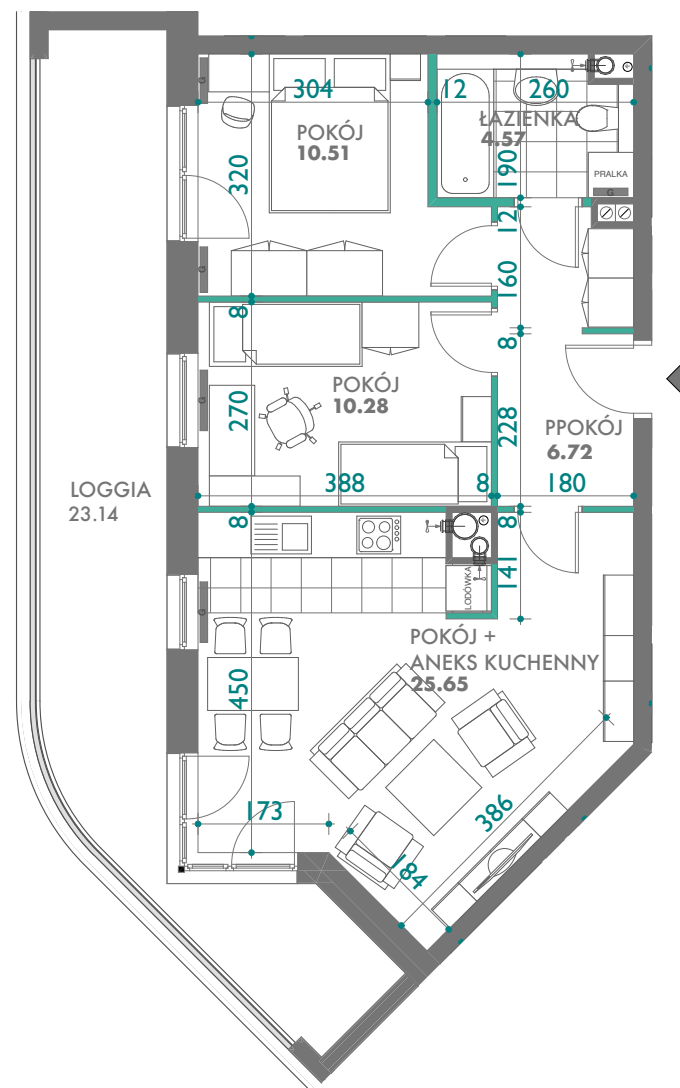 304
12
260
POKÓJ
10.51
ŁAZIENKA
4.57
320
190
PRALKA
G
G
12
160
G
8
8
POKÓJ
10.28
270
G
228
PPOKÓJ
6.72
388
8
180
LOGGIA
23.14
8
8
141
LODÓWKA
G
POKÓJ +
ANEKS KUCHENNY
25.65
450
173
386
184